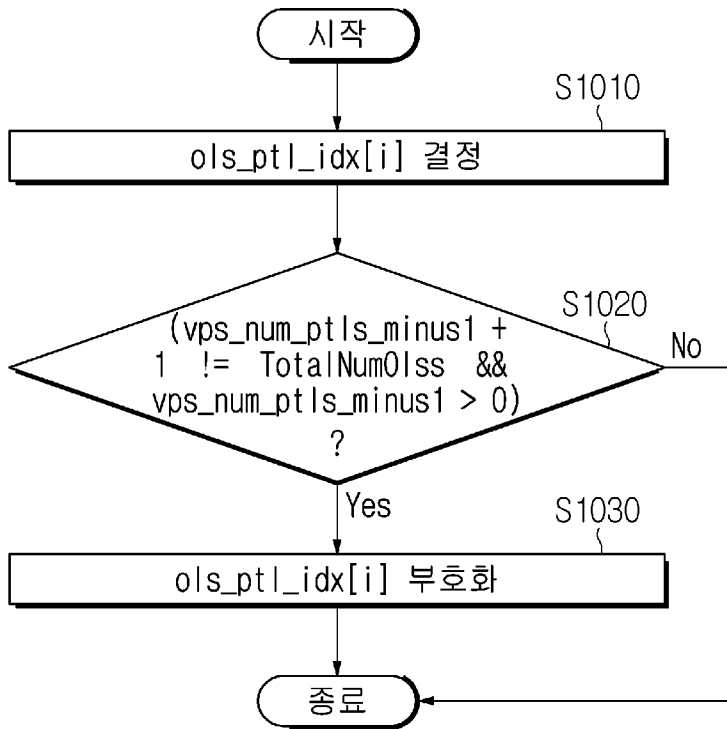 시작
S1010
ols_ptl_idx[i] 결정
S1020
(vps_num_ptls_minus1 +
1 != TotalNumOlss &&
vps_num_ptls_minus1 > 0)
?
No
Yes
S1030
ols_ptl_idx[i] 부호화
종료